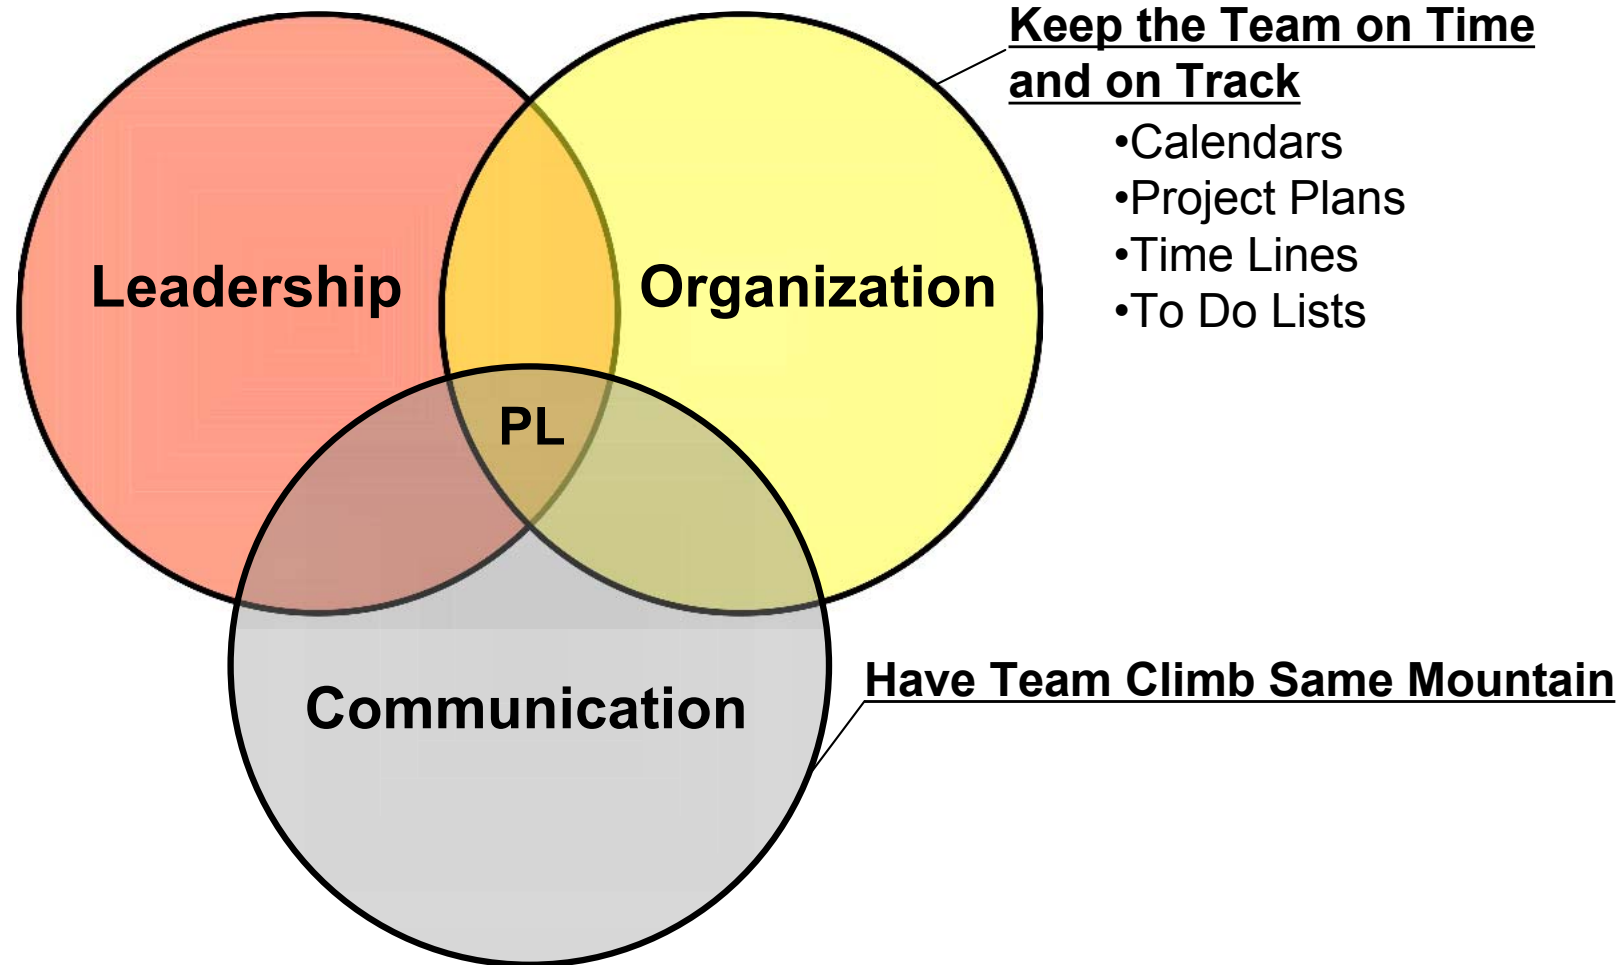 Keep the Team on Time
and on Track
•Calendars
•Project Plans
•Time Lines
•To Do Lists
Leadership
Organization
PL
Communication
Have Team Climb Same Mountain